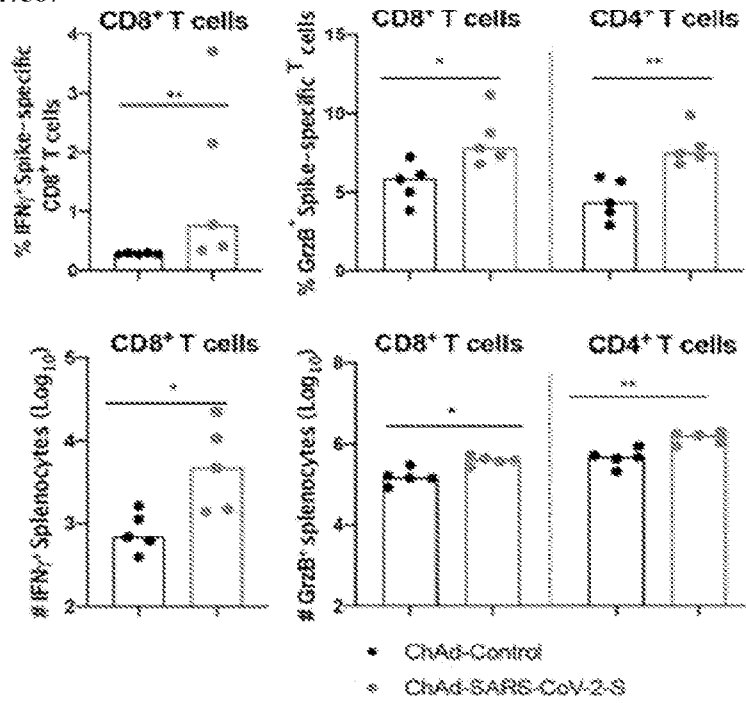 CD8⁺ T cells
% IFNγ⁺ Spike-specific
CD8⁺ T cells
4
3
2
1
0
**
CD8⁺ T cells
CD4⁺ T cells
% GrzB⁺ Spike-specific T cells
15
10
5
0
*
**
CD8⁺ T cells
# IFNγ⁺ Splenocytes (Log₁₀)
5
4
3
2
*
CD8⁺ T cells
CD4⁺ T cells
# GrzB⁺ splenocytes (Log₁₀)
8
6
4
2
*
**
ChAd-Control
ChAd-SARS-CoV-2-S